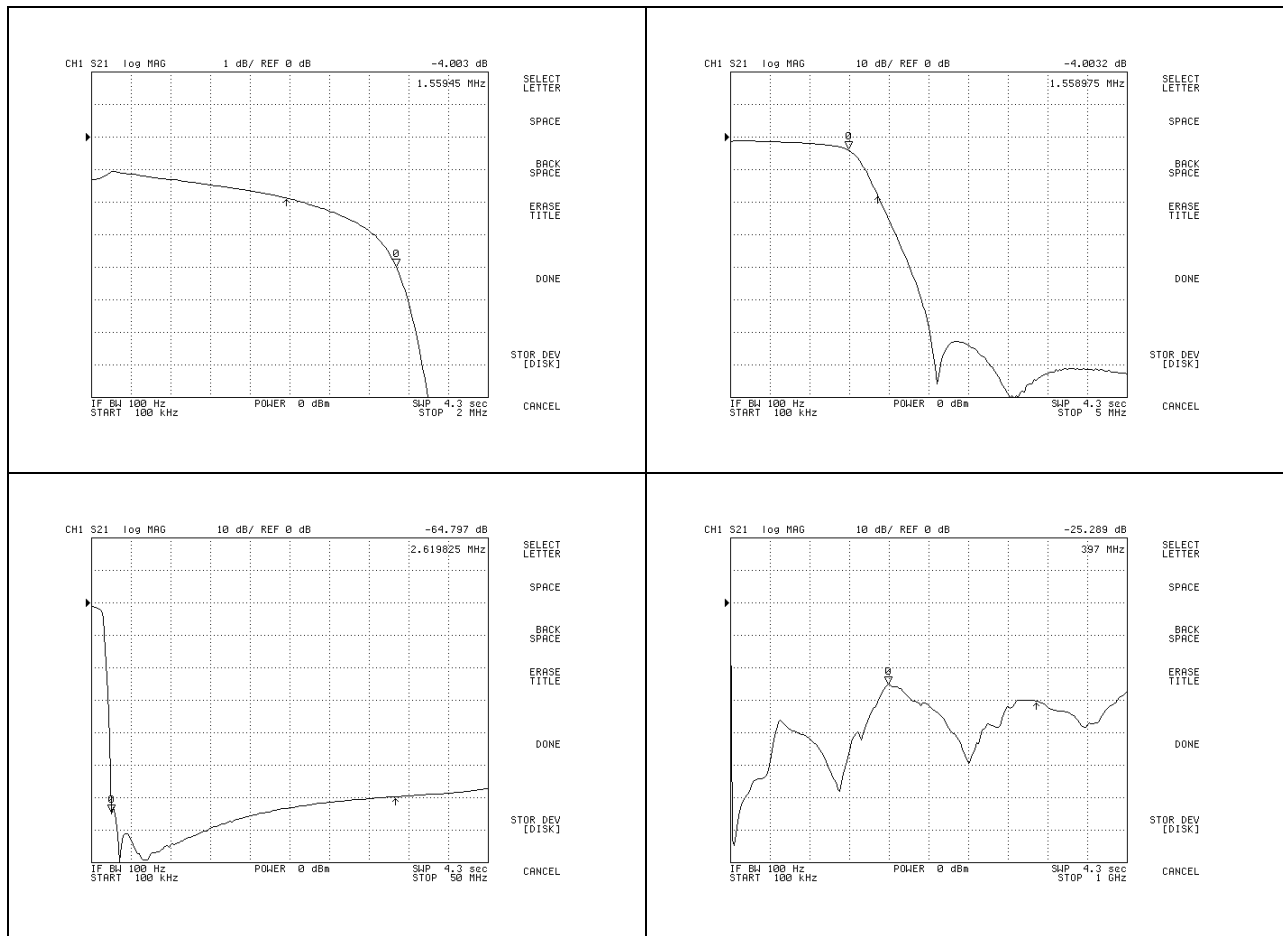 CH1 S21 log MAG 1 dB/ REF 0 dB -4.003 dB
1.55945 MHz
SELECT
LETTER
SPACE
BACK
SPACE
ERASE
TITLE
0
DONE
STOR DEV
[DISK]
CANCEL
IF BW 100 Hz POWER 0 dBm SWP 4.3 sec
START 100 kHz STOP 2 MHz
CH1 S21 log MAG 10 dB/ REF 0 dB -4.0032 dB
1.558975 MHz
SELECT
LETTER
SPACE
0
BACK
SPACE
ERASE
TITLE
DONE
STOR DEV
[DISK]
CANCEL
IF BW 100 Hz POWER 0 dBm SWP 4.3 sec
START 100 kHz STOP 5 MHz
CH1 S21 log MAG 10 dB/ REF 0 dB -64.797 dB
2.619825 MHz
SELECT
LETTER
SPACE
BACK
SPACE
ERASE
TITLE
DONE
0
STOR DEV
[DISK]
CANCEL
IF BW 100 Hz POWER 0 dBm SWP 4.3 sec
START 100 kHz STOP 50 MHz
CH1 S21 log MAG 10 dB/ REF 0 dB -25.289 dB
397 MHz
SELECT
LETTER
SPACE
BACK
SPACE
0
ERASE
TITLE
DONE
STOR DEV
[DISK]
CANCEL
IF BW 100 Hz POWER 0 dBm SWP 4.3 sec
START 100 kHz STOP 1 GHz